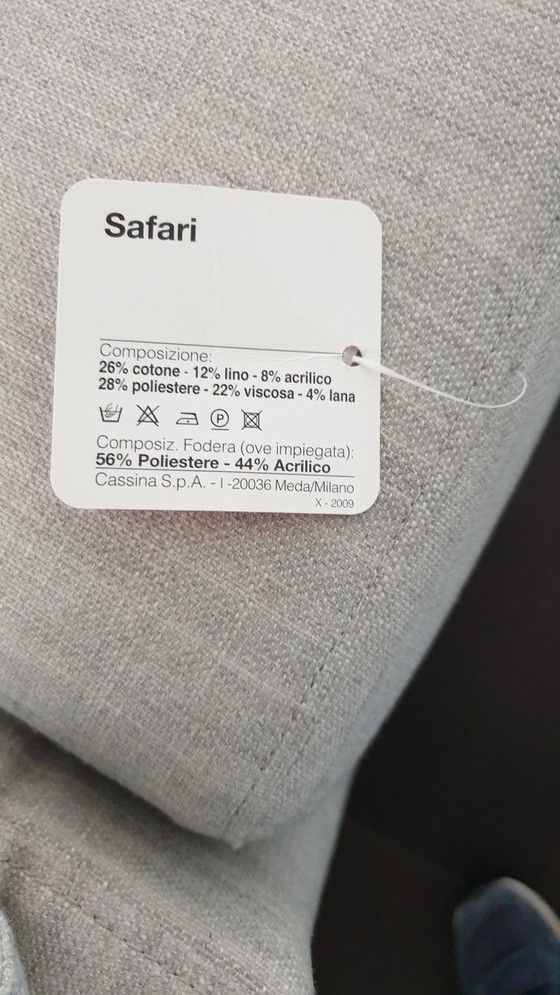 Safari
Composizione:
26% cotone - 12% lino - 8% acrilico
28% poliestere - 22% viscosa - 4% lana
P
Composiz. Fodera (ove impiegata):
56% Poliestere - 44% Acrilico
Cassina S.p.A. - I -20036 Meda/Milano
X - 2009